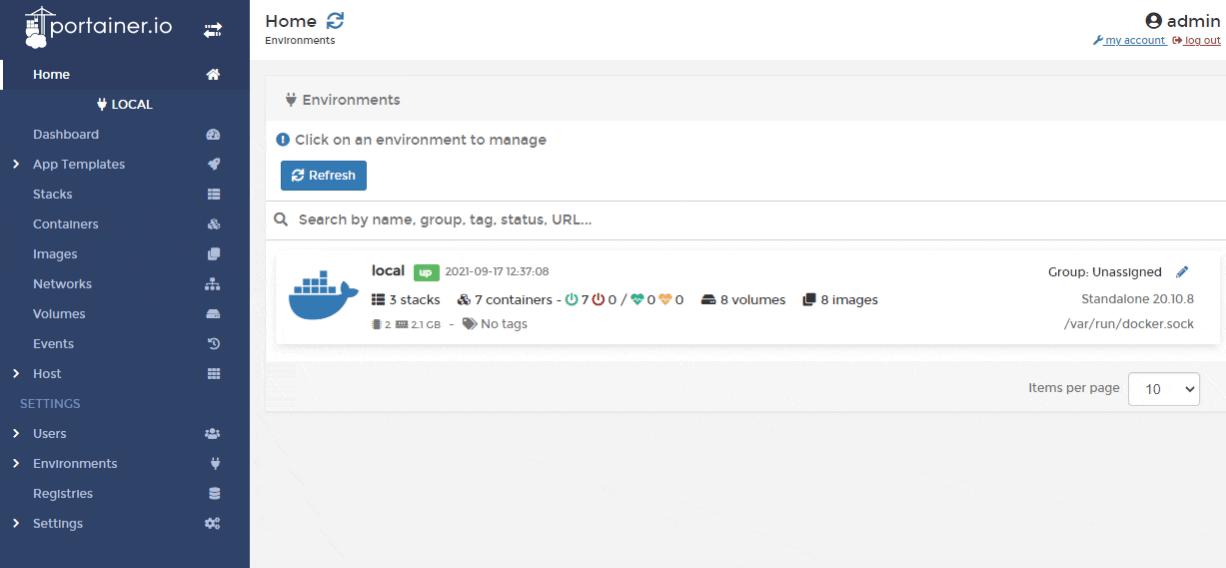 portainer.io
Home
LOCAL
Dashboard
App Templates
Stacks
Containers
Images
Networks
Volumes
Events
Host
SETTINGS
Users
Environments
Registries
Settings
Home
Environments
admin
my account log out
Environments
Click on an environment to manage
Refresh
Search by name, group, tag, status, URL...
local up 2021-09-17 12:37:08
Group: Unassigned
3 stacks 7 containers - 7 0 / 0 0 8 volumes 8 images
Standalone 20.10.8
2 2.1 GB - No tags
/var/run/docker.sock
Items per page 10